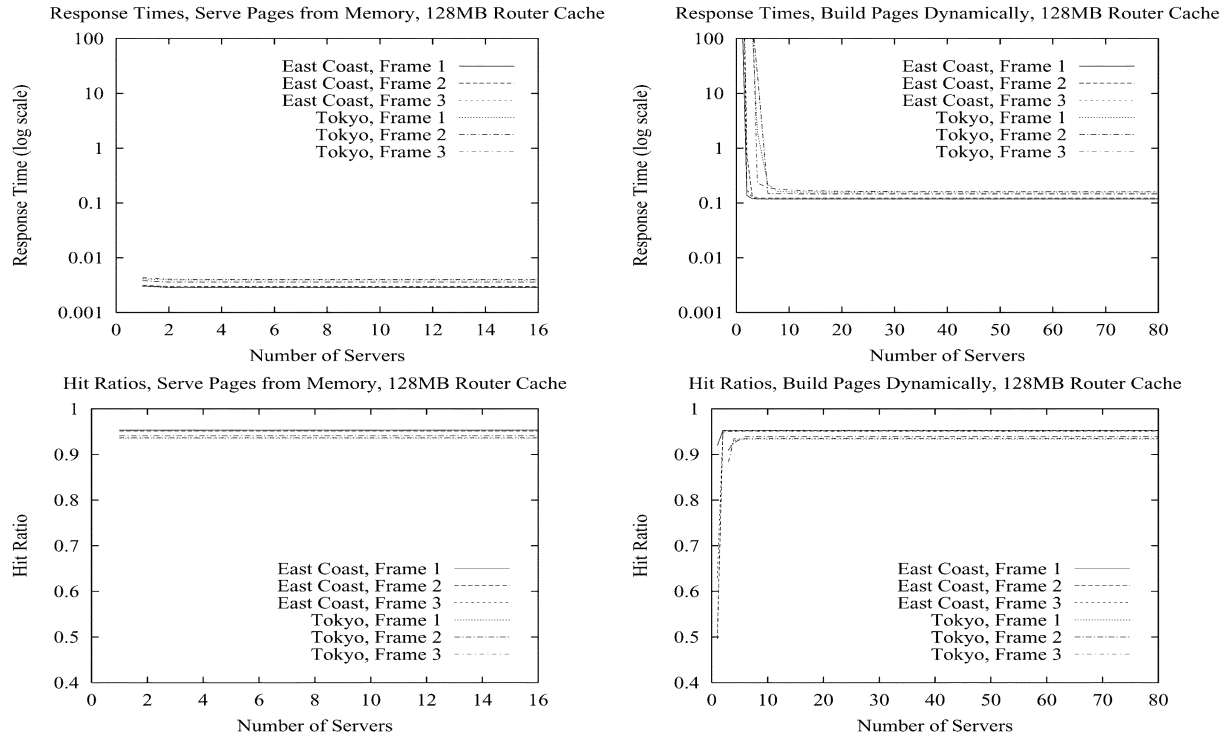 Response Times, Serve Pages from Memory, 128MB Router Cache
100
10
1
0.1
0.01
0.001
Response Time (log scale)
East Coast, Frame 1
East Coast, Frame 2
East Coast, Frame 3
Tokyo, Frame 1
Tokyo, Frame 2
Tokyo, Frame 3
0 2 4 6 8 10 12 14 16
Number of Servers
Response Times, Build Pages Dynamically, 128MB Router Cache
100
10
1
0.1
0.01
0.001
Response Time (log scale)
East Coast, Frame 1
East Coast, Frame 2
East Coast, Frame 3
Tokyo, Frame 1
Tokyo, Frame 2
Tokyo, Frame 3
0 10 20 30 40 50 60 70 80
Number of Servers
Hit Ratios, Serve Pages from Memory, 128MB Router Cache
1
0.9
0.8
0.7
0.6
0.5
0.4
Hit Ratio
East Coast, Frame 1
East Coast, Frame 2
East Coast, Frame 3
Tokyo, Frame 1
Tokyo, Frame 2
Tokyo, Frame 3
0 2 4 6 8 10 12 14 16
Number of Servers
Hit Ratios, Build Pages Dynamically, 128MB Router Cache
1
0.9
0.8
0.7
0.6
0.5
0.4
Hit Ratio
East Coast, Frame 1
East Coast, Frame 2
East Coast, Frame 3
Tokyo, Frame 1
Tokyo, Frame 2
Tokyo, Frame 3
0 10 20 30 40 50 60 70 80
Number of Servers